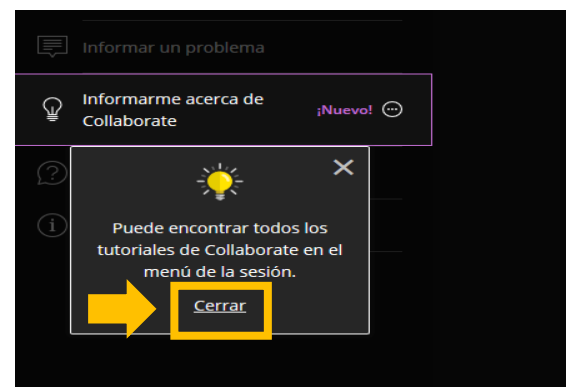 Informar un problema
Informarme acerca de
Collaborate
¡Nuevo!
Puede encontrar todos los
tutoriales de Collaborate en el
menú de la sesión.
Cerrar